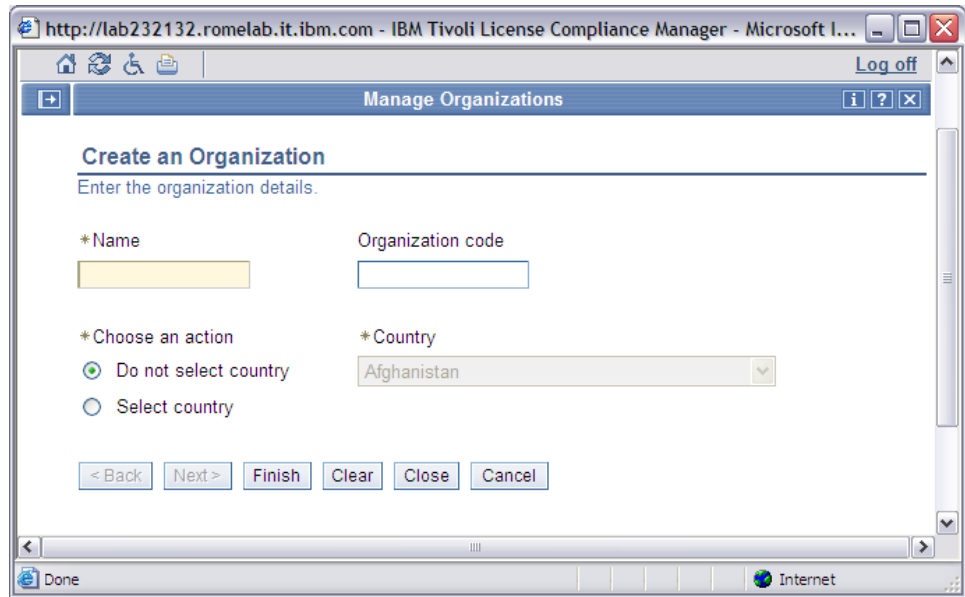 http://lab232132.romelab.it.ibm.com - IBM Tivoli License Compliance Manager - Microsoft I...
Log off
Manage Organizations
Create an Organization
Enter the organization details.
*Name Organization code
*Choose an action *Country
Do not select country Afghanistan
Select country
< Back Next > Finish Clear Close Cancel
Done Internet